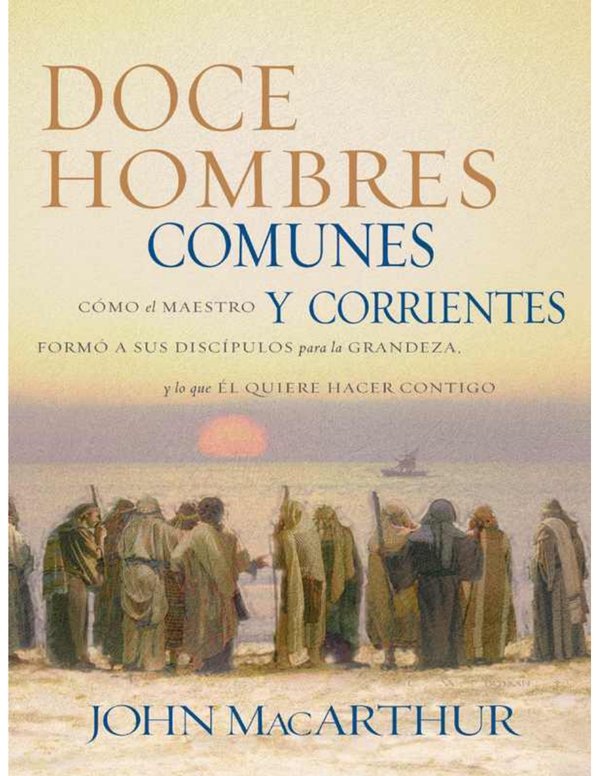 DOCE
HOMBRES
COMUNES
CÓMO el MAESTRO Y CORRIENTES
FORMÓ A SUS DISCÍPULOS para la GRANDEZA,
y lo que ÉL QUIERE HACER CONTIGO
JOHN MACARTHUR